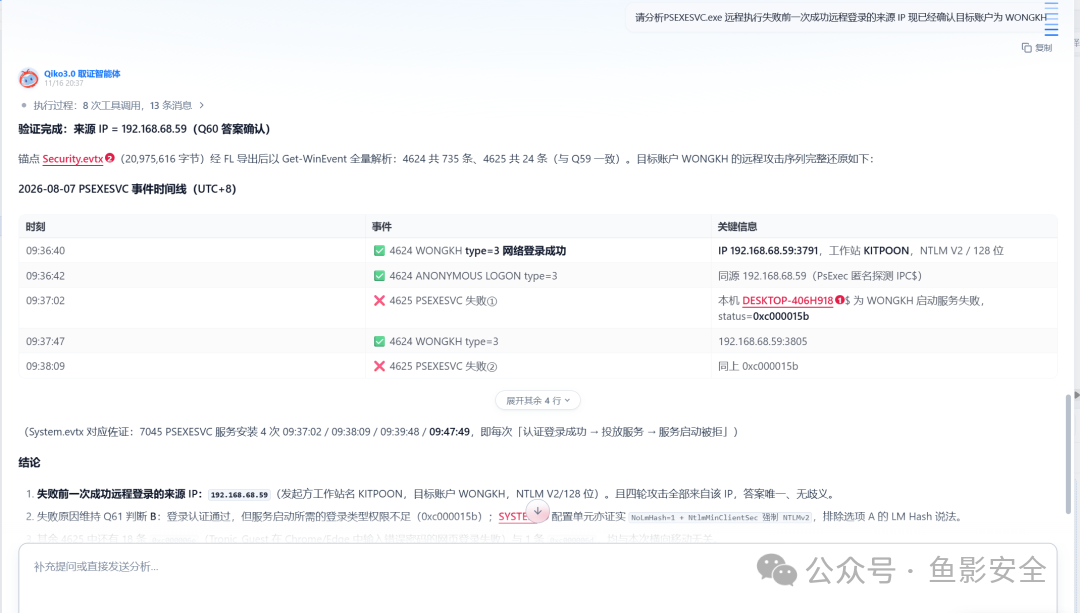 请分析PSEXESVC.exe 远程执行失败前一次成功远程登录的来源 IP 现已经确认目标账户为 WONGKH
复制
Qiko3.0 取证智能体
11/16 20:37
执行过程：8 次工具调用，13 条消息
验证完成：来源 IP = 192.168.68.59（Q60 答案确认）
锚点 Security.evtx 2（20,975,616 字节）经 FL 导出后以 Get-WinEvent 全量解析：4624 共 735 条、4625 共 24 条（与 Q59 一致）。目标账户 WONGKH 的远程攻击序列完整还原如下：
2026-08-07 PSEXESVC 事件时间线（UTC+8）
时刻 事件 关键信息
09:36:40 ✅ 4624 WONGKH type=3 网络登录成功 IP 192.168.68.59:3791，工作站 KITPOON，NTLM V2 / 128 位
09:36:42 ✅ 4624 ANONYMOUS LOGON type=3 同源 192.168.68.59（PsExec 匿名探测 IPC$）
09:37:02 ❌ 4625 PSEXESVC 失败① 本机 DESKTOP-406H918 1$ 为 WONGKH 启动服务失败，
status=0xc000015b
09:37:47 ✅ 4624 WONGKH type=3 192.168.68.59:3805
09:38:09 ❌ 4625 PSEXESVC 失败② 同上 0xc000015b
展开其余 4 行
（System.evtx 对应佐证：7045 PSEXESVC 服务安装 4 次 09:37:02 / 09:38:09 / 09:39:48 / 09:47:49，即每次「认证登录成功 → 投放服务 → 服务启动被拒」）
结论
1. 失败前一次成功远程登录的来源 IP：192.168.68.59（发起方工作站名 KITPOON，目标账户 WONGKH，NTLM V2/128 位）。且四轮攻击全部来自该 IP，答案唯一、无歧义。
2. 失败原因维持 Q61 判断 B：登录认证通过，但服务启动所需的登录类型权限不足（0xc000015b）；SYSTE 配置单元亦证实 NoLmHash=1 + NtlmMinClientSec 强制 NTLMv2，排除选项 A 的 LM Hash 说法。
补充提问或直接发送分析...
公众号 · 鱼影安全